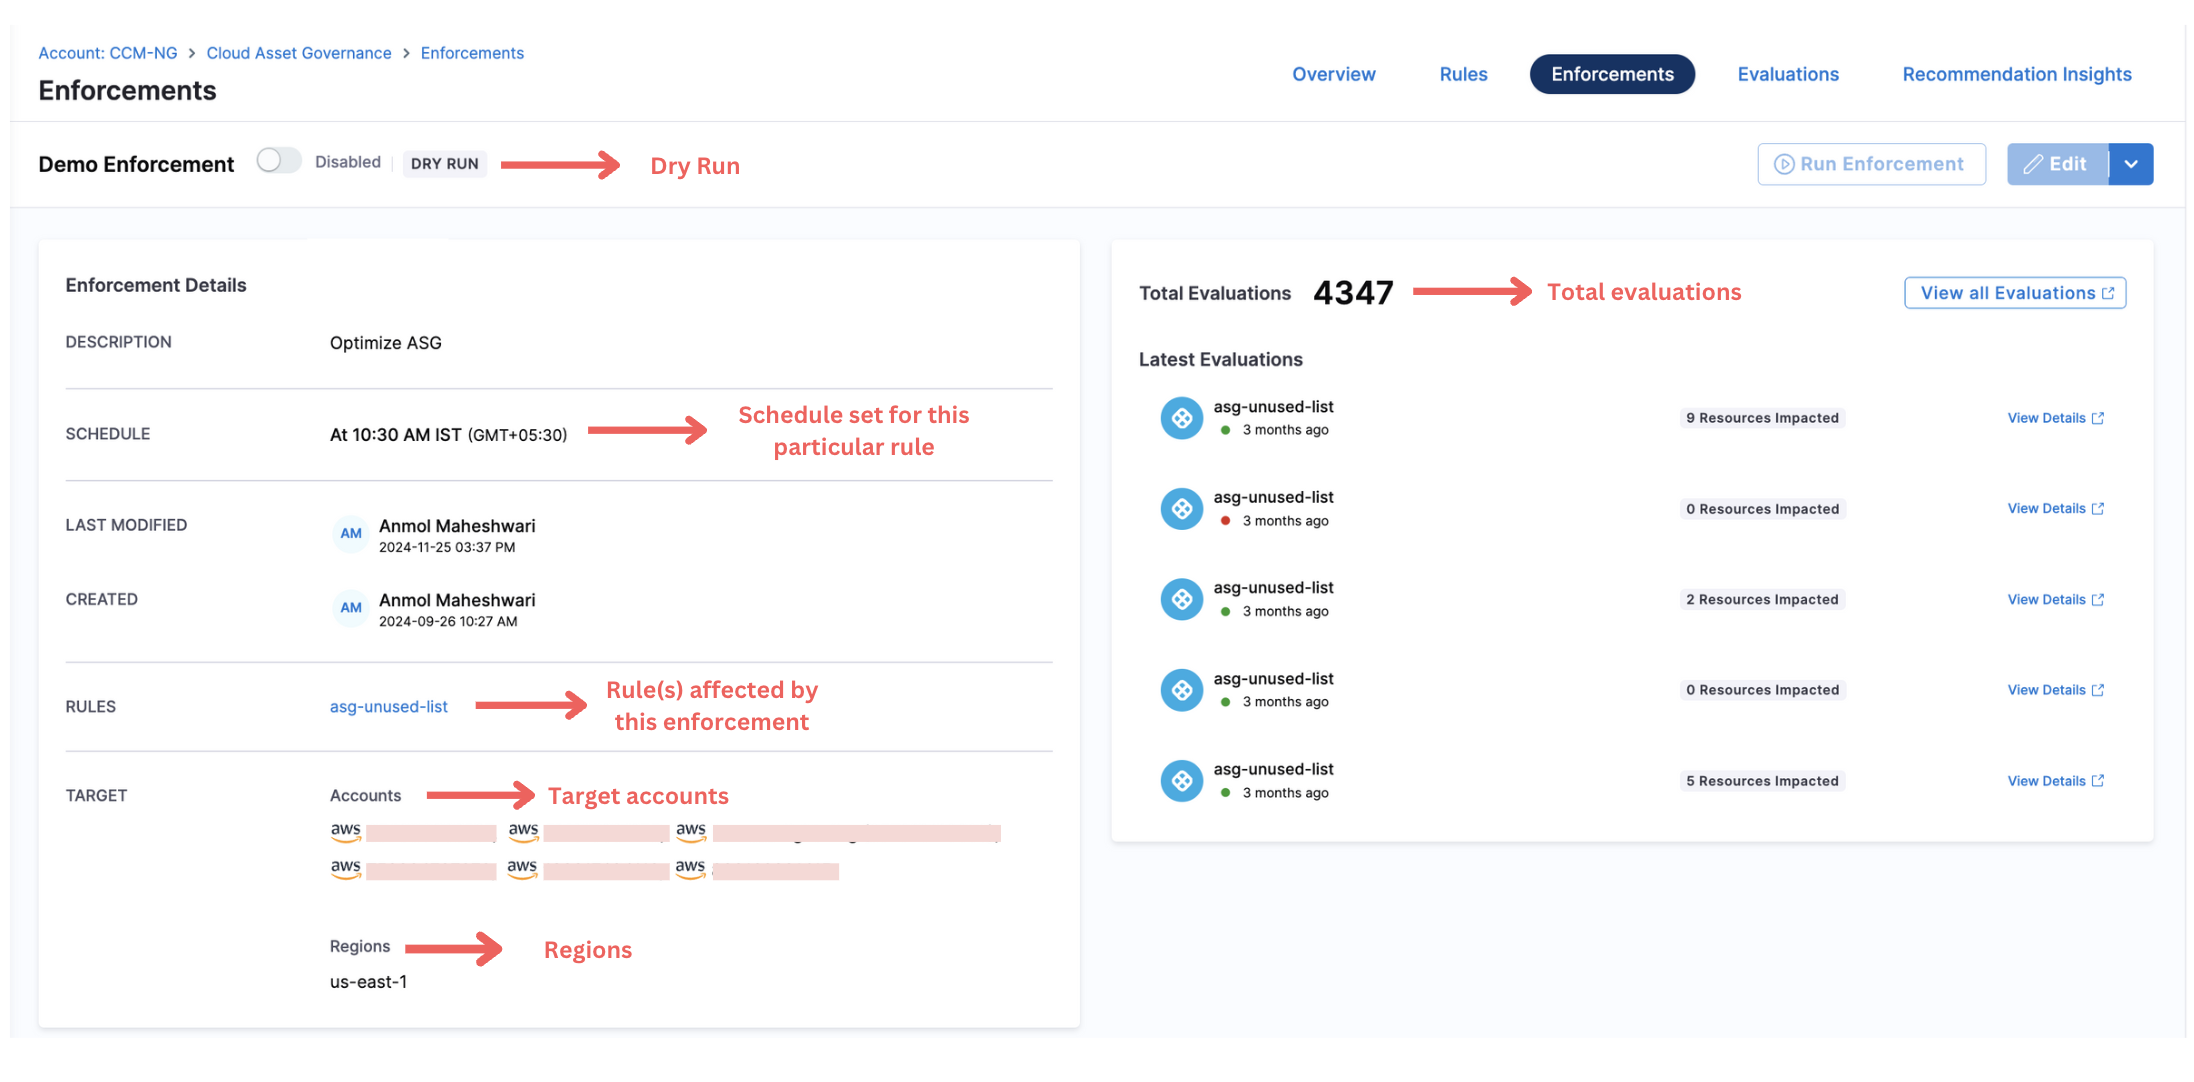 Account: CCM-NG > Cloud Asset Governance > Enforcements
Enforcements
Overview
Rules
Enforcements
Evaluations
Recommendation Insights
Demo Enforcement
Disabled
DRY RUN
Dry Run
Run Enforcement
Edit
Enforcement Details
DESCRIPTION
Optimize ASG
SCHEDULE
At 10:30 AM IST (GMT+05:30)
Schedule set for this
particular rule
LAST MODIFIED
AM
Anmol Maheshwari
2024-11-25 03:37 PM
CREATED
AM
Anmol Maheshwari
2024-09-26 10:27 AM
RULES
asg-unused-list
Rule(s) affected by
this enforcement
TARGET
Accounts
Target accounts
aws aws aws
aws aws aws
Regions
Regions
us-east-1
Total Evaluations 4347
Total evaluations
View all Evaluations
Latest Evaluations
asg-unused-list
3 months ago
9 Resources Impacted
View Details
asg-unused-list
3 months ago
0 Resources Impacted
View Details
asg-unused-list
3 months ago
2 Resources Impacted
View Details
asg-unused-list
3 months ago
0 Resources Impacted
View Details
asg-unused-list
3 months ago
5 Resources Impacted
View Details